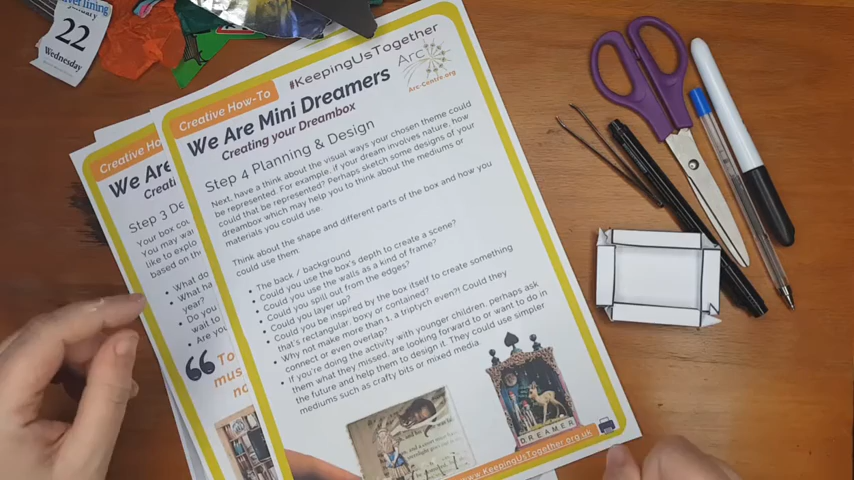 verlining
January
22
Wednesday
#KeepingUsTogether
Arc
Arc-Centre.org
Creative How-To
We Are Mini Dreamers
Creating your Dreambox
Step 4 Planning & Design
Next, have a think about the visual ways your chosen theme could
be represented. For example, if your dream involves nature, how
could that be represented? Perhaps sketch some designs of your
dreambox which may help you to think about the mediums or
materials you could use.
Think about the shape and different parts of the box and how you
could use them:
• The back / background
• Could you use the box's depth to create a scene?
• Could you use the walls as a kind of frame?
• Could you spill out from the edges?
• Could you layer up?
• Could you be inspired by the box itself to create something
that's rectangular, boxy or contained?
• Why not make more than 1, a triptych even?! Could they
connect or even overlap?
• If you're doing the activity with younger children, perhaps ask
them what they missed, are looking forward to or want to do in
the future and help them to design it. They could use simpler
mediums such as crafty bits or mixed media
DREAMER
www.KeepingUsTogether.org.uk
Creative Ho
We Ar
Creati
Step 3 De
Your box cou
You may wa
like to explo
based on th
• What do
• What ha
year?
• Do you
wait to
• Are you
“ To
mus
no